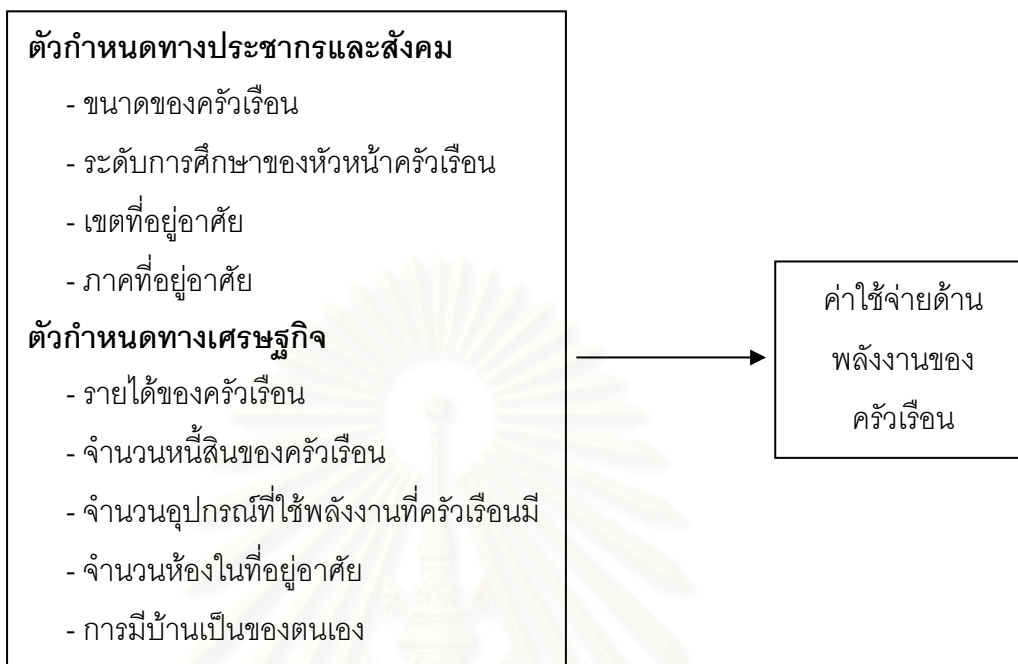 ตัวกำหนดทางประชากรและสังคม
- ขนาดของครัวเรือน
- ระดับการศึกษาของหัวหน้าครัวเรือน
- เขตที่อยู่อาศัย
- ภาคที่อยู่อาศัย
ตัวกำหนดทางเศรษฐกิจ
- รายได้ของครัวเรือน
- จำนวนหนี้สินของครัวเรือน
- จำนวนอุปกรณ์ที่ใช้พลังงานที่ครัวเรือนมี
- จำนวนห้องในที่อยู่อาศัย
- การมีบ้านเป็นของตนเอง
ค่าใช้จ่ายด้าน
พลังงานของ
ครัวเรือน